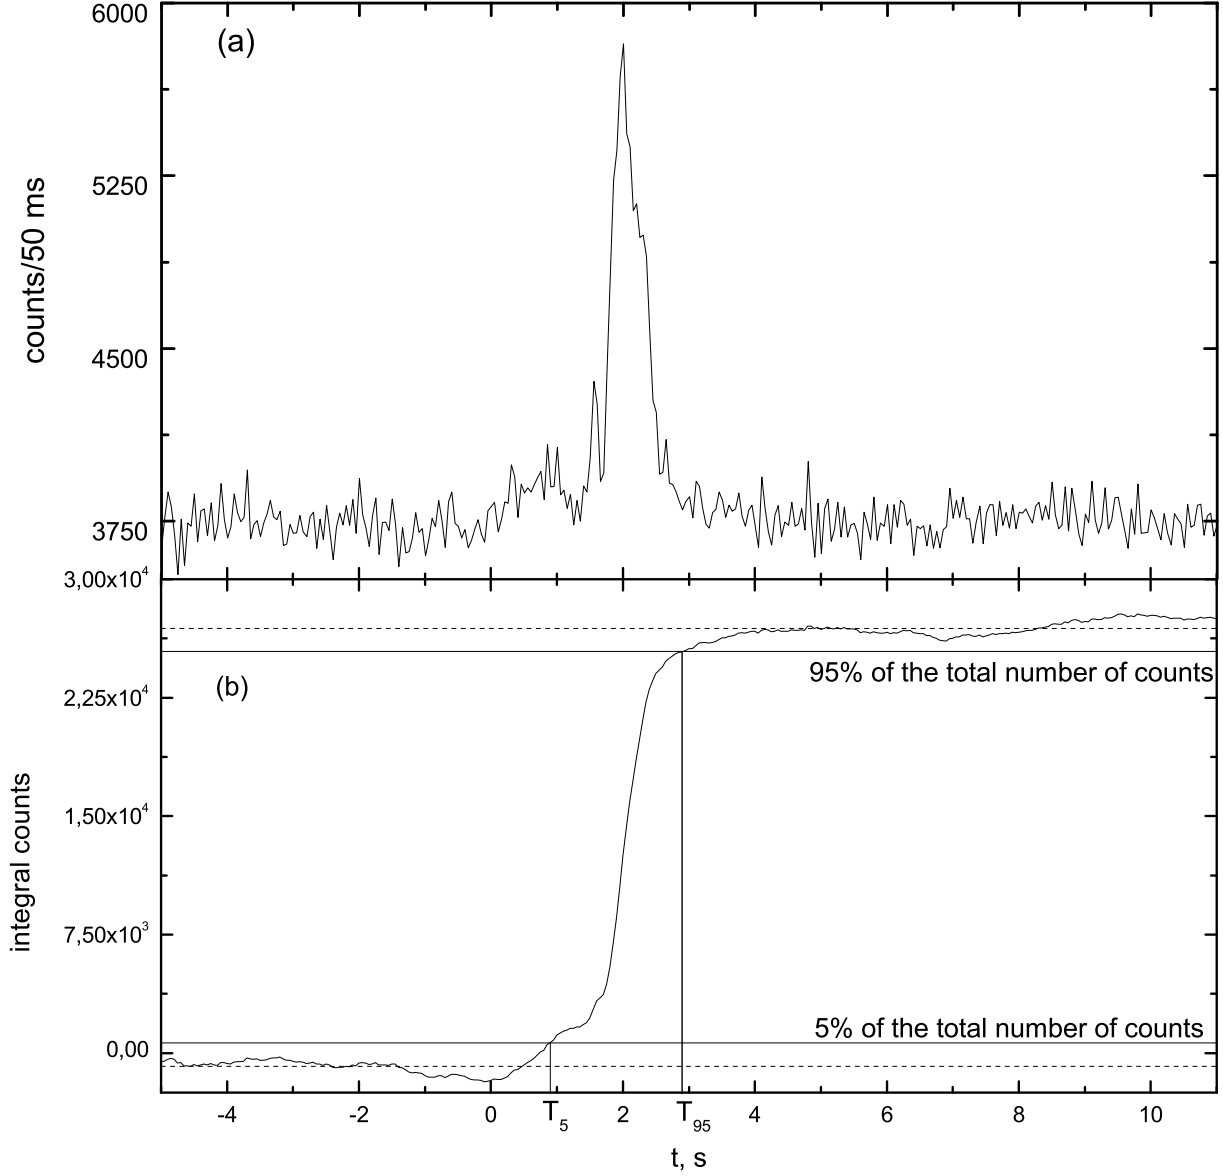 6000
(a)
5250
counts/50 ms
4500
3750
3,00x10⁴
95% of the total number of counts
(b)
2,25x10⁴
integral counts
1,50x10⁴
7,50x10³
5% of the total number of counts
0,00
-4 -2 0 T₅ 2 T₉₅ 4 6 8 10
t, s